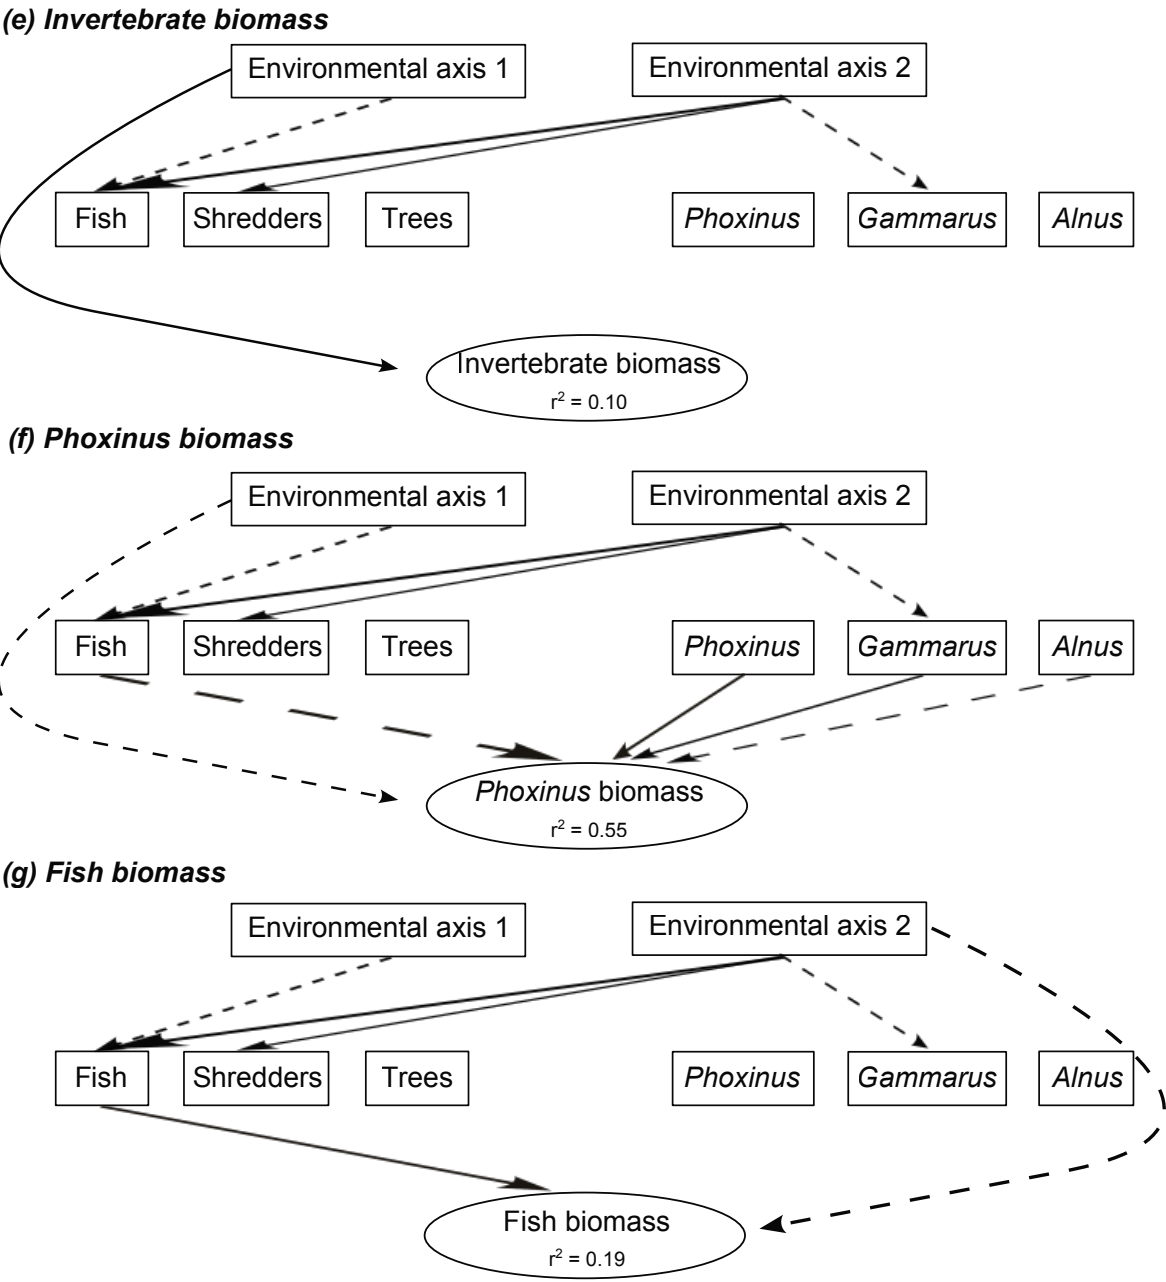 (e) Invertebrate biomass
Environmental axis 1
Environmental axis 2
Fish
Shredders
Trees
Phoxinus
Gammarus
Alnus
Invertebrate biomass
r² = 0.10
(f) Phoxinus biomass
Environmental axis 1
Environmental axis 2
Fish
Shredders
Trees
Phoxinus
Gammarus
Alnus
Phoxinus biomass
r² = 0.55
(g) Fish biomass
Environmental axis 1
Environmental axis 2
Fish
Shredders
Trees
Phoxinus
Gammarus
Alnus
Fish biomass
r² = 0.19